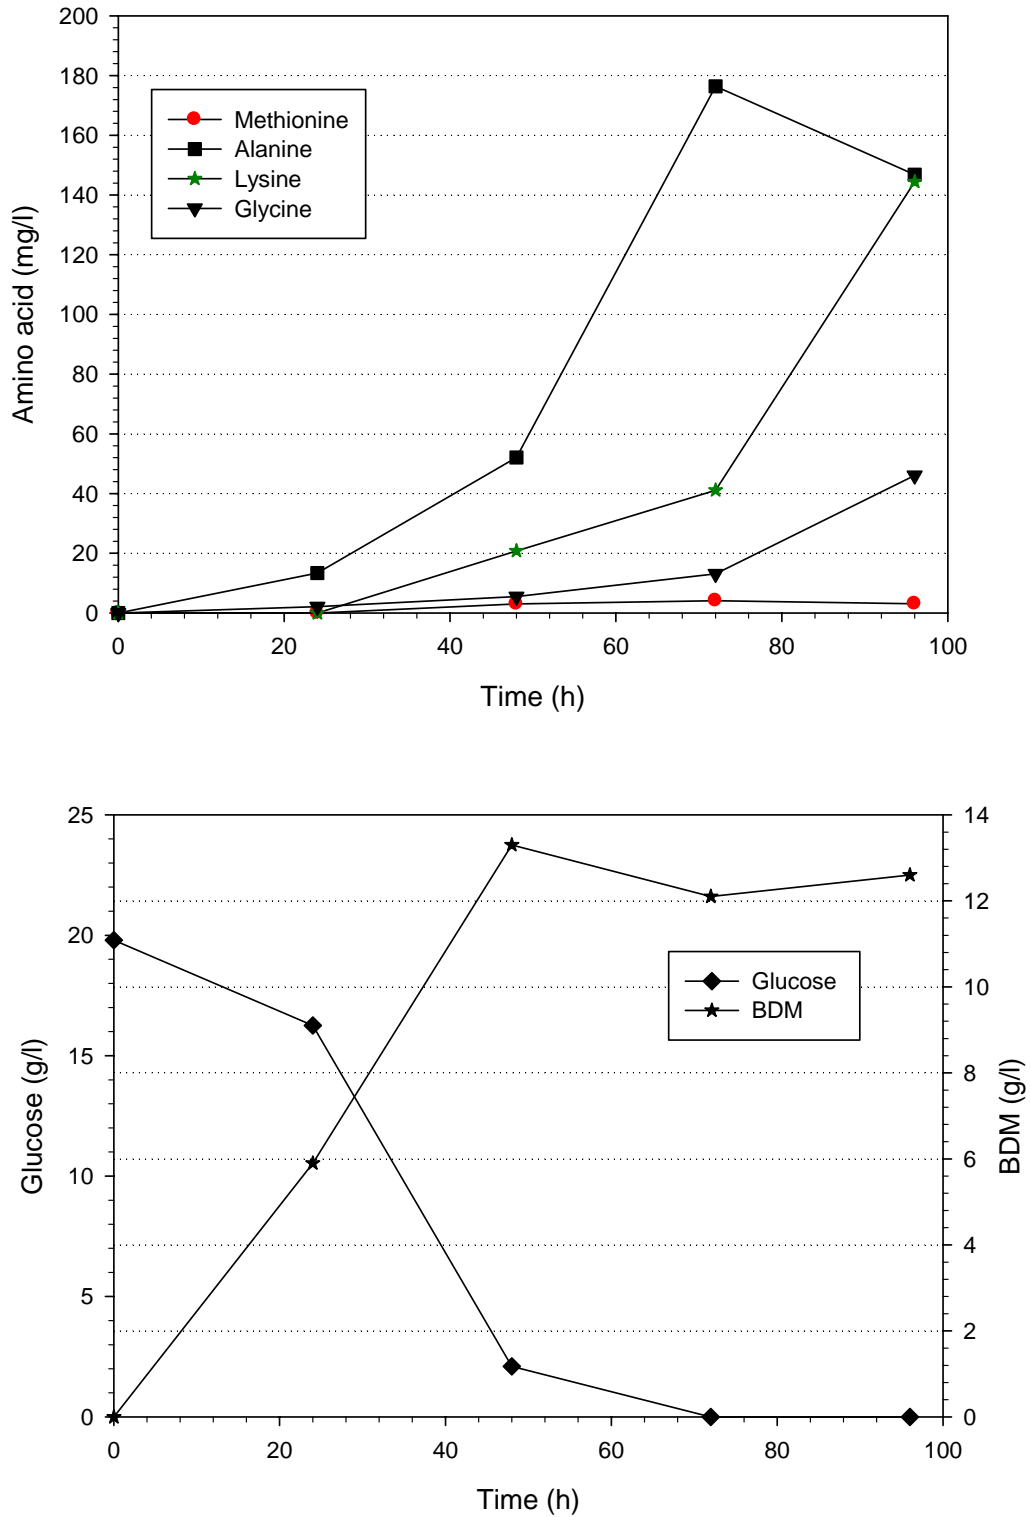 200
180
160
140
120
100
80
60
40
20
0
Amino acid (mg/l)
Methionine
Alanine
Lysine
Glycine
0 20 40 60 80 100
Time (h)
25
20
15
10
5
0
Glucose (g/l)
Glucose
BDM
14
12
10
8
6
4
2
0
BDM (g/l)
0 20 40 60 80 100
Time (h)